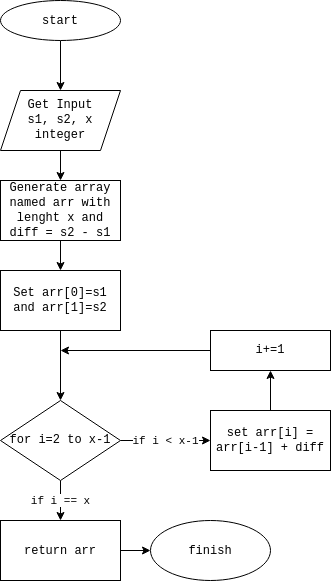 start
Get Input
s1, s2, x
integer
Generate array
named arr with
lenght x and
diff = s2 - s1
Set arr[0]=s1
and arr[1]=s2
i+=1
for i=2 to x-1
if i < x-1
set arr[i] =
arr[i-1] + diff
if i == x
return arr
finish